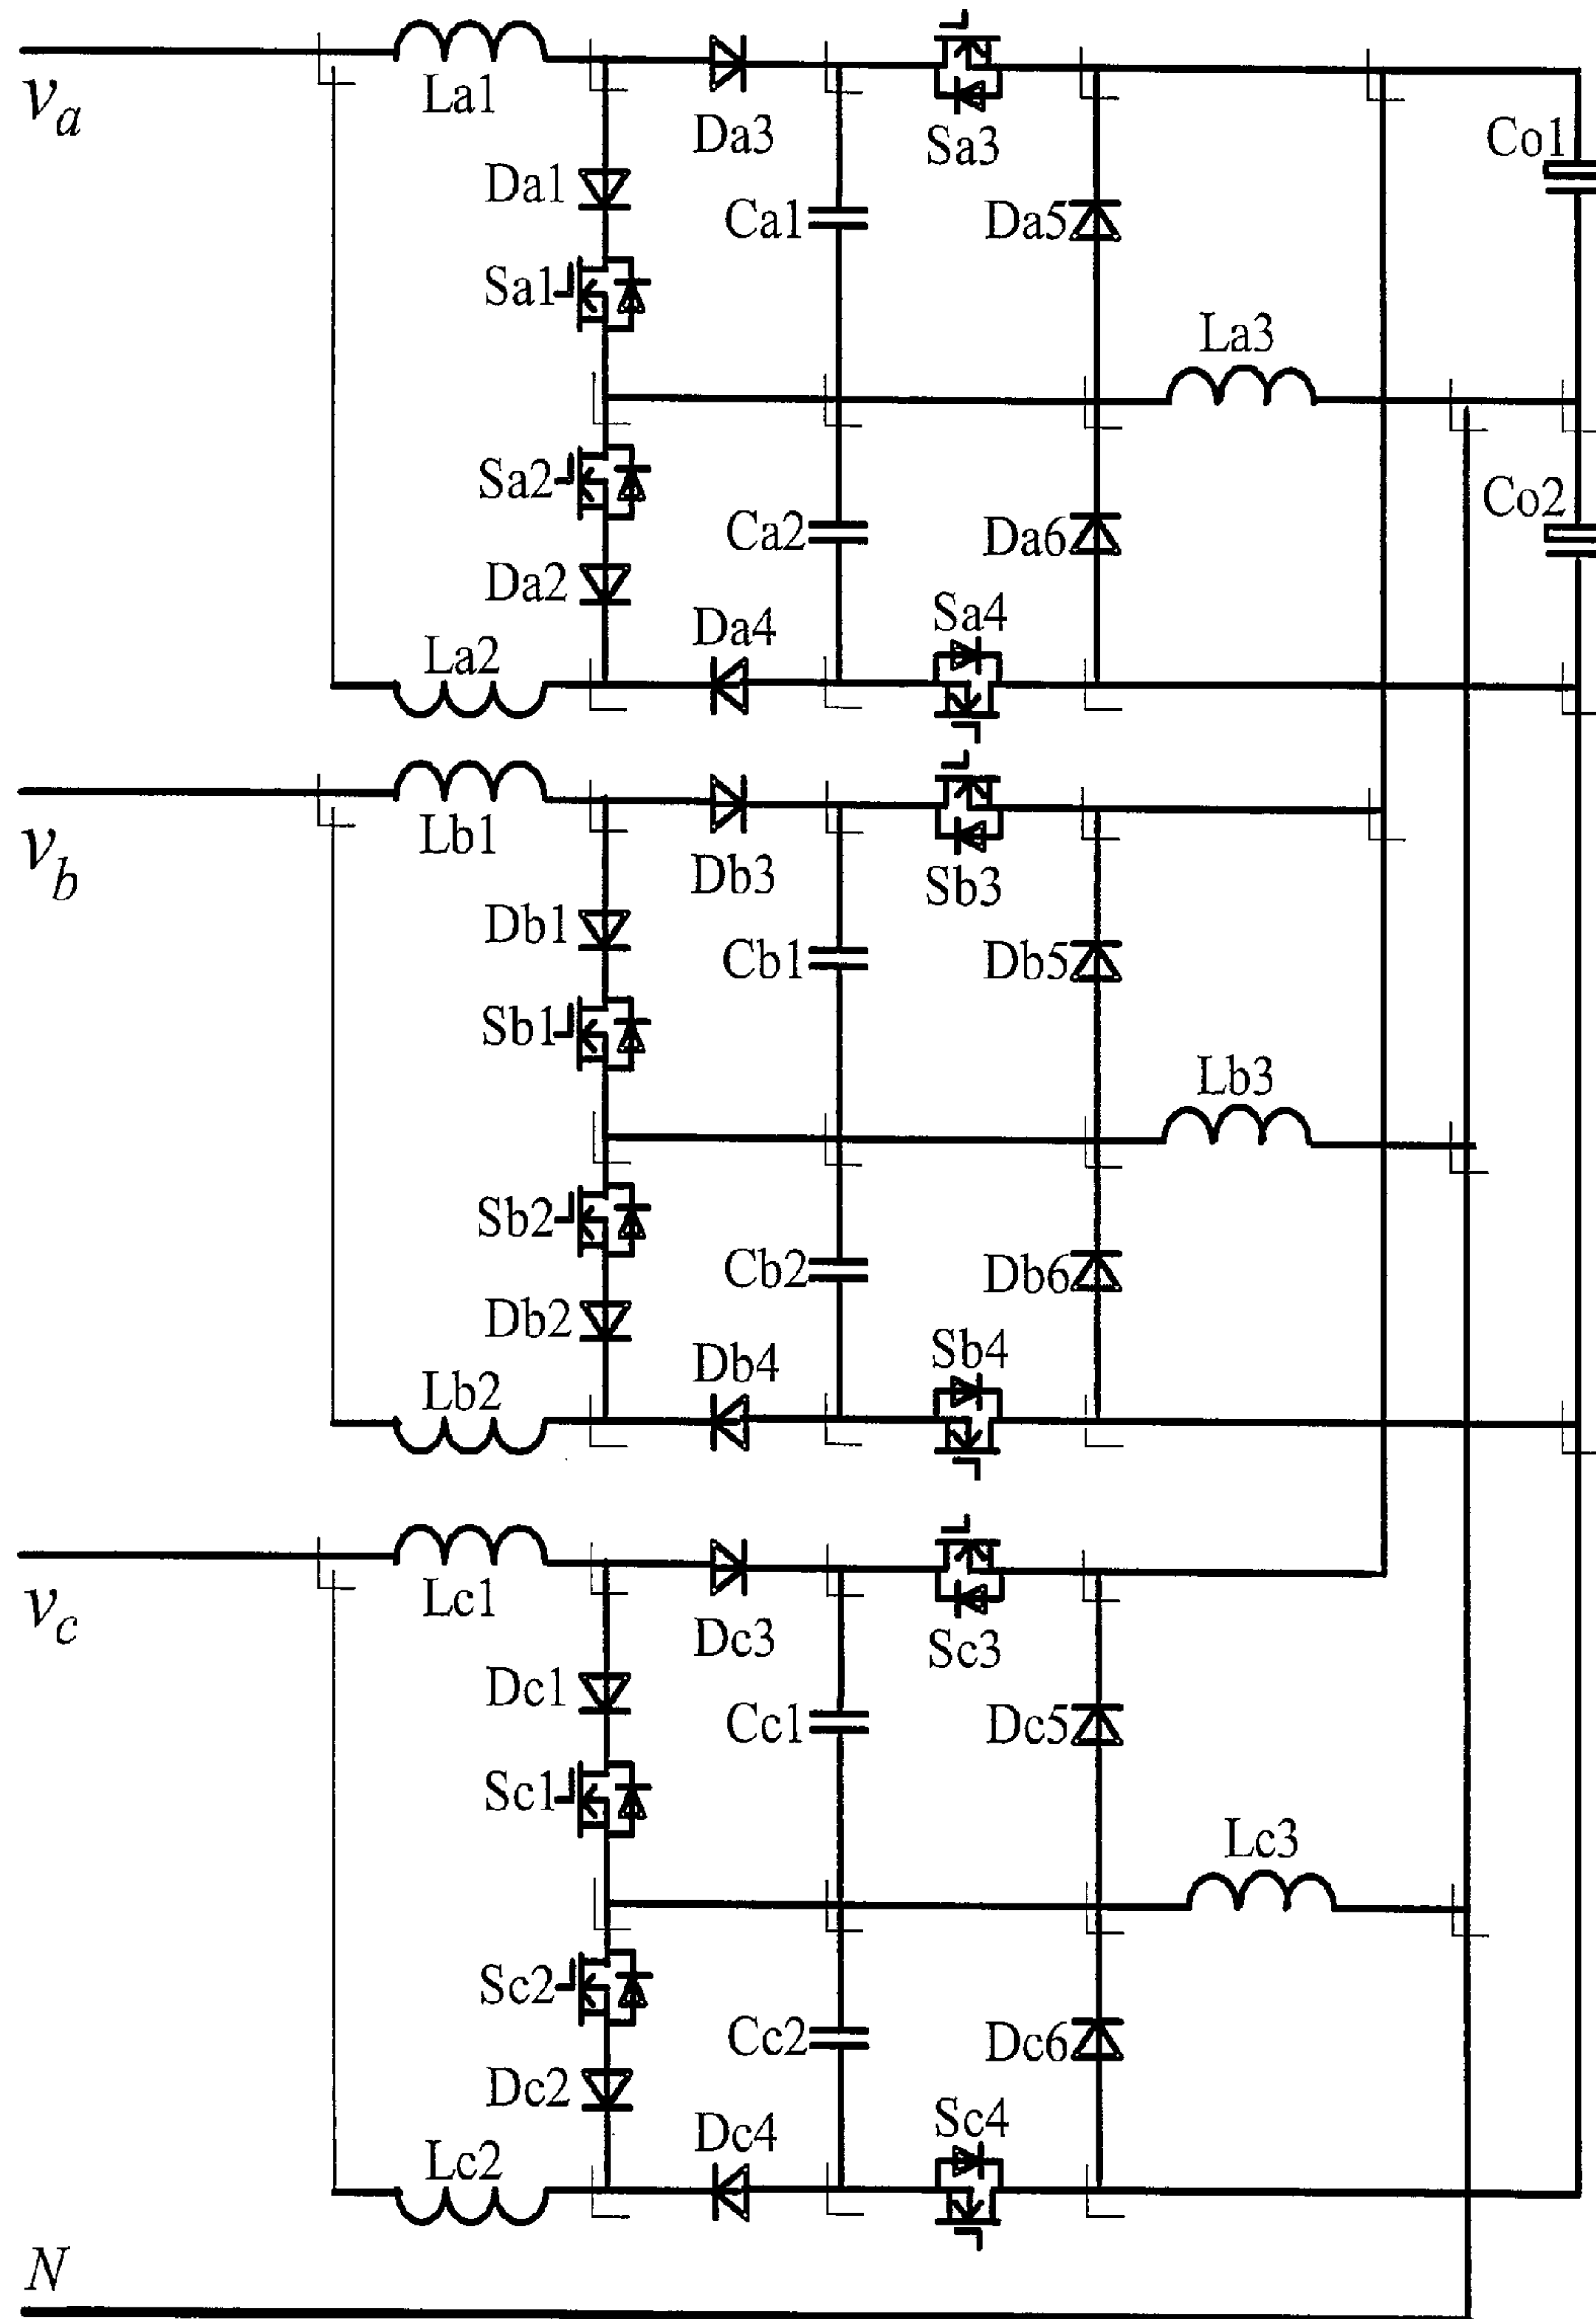 va
La1
Da3
Sa3
Co1
Da1
Ca1
Da5
Sa1
La3
Sa2
Ca2
Da6
Co2
Da2
La2
Da4
Sa4
vb
Lb1
Db3
Sb3
Db1
Cb1
Db5
Sb1
Lb3
Sb2
Cb2
Db6
Db2
Lb2
Db4
Sb4
vc
Lc1
Dc3
Sc3
Dc1
Cc1
Dc5
Sc1
Lc3
Sc2
Cc2
Dc6
Dc2
Lc2
Dc4
Sc4
N